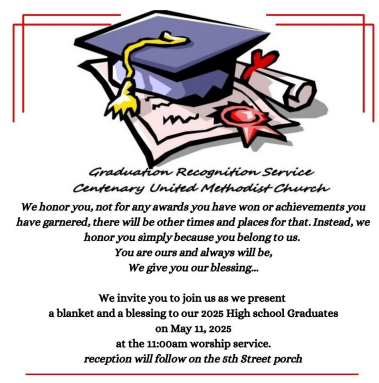 Graduation Recognition Service
Centenary United Methodist Church
We honor you, not for any awards you have won or achievements you
have garnered, there will be other times and places for that. Instead, we
honor you simply because you belong to us.
You are ours and always will be,
We give you our blessing...
We invite you to join us as we present
a blanket and a blessing to our 2025 High school Graduates
on May 11, 2025
at the 11:00am worship service.
reception will follow on the 5th Street porch